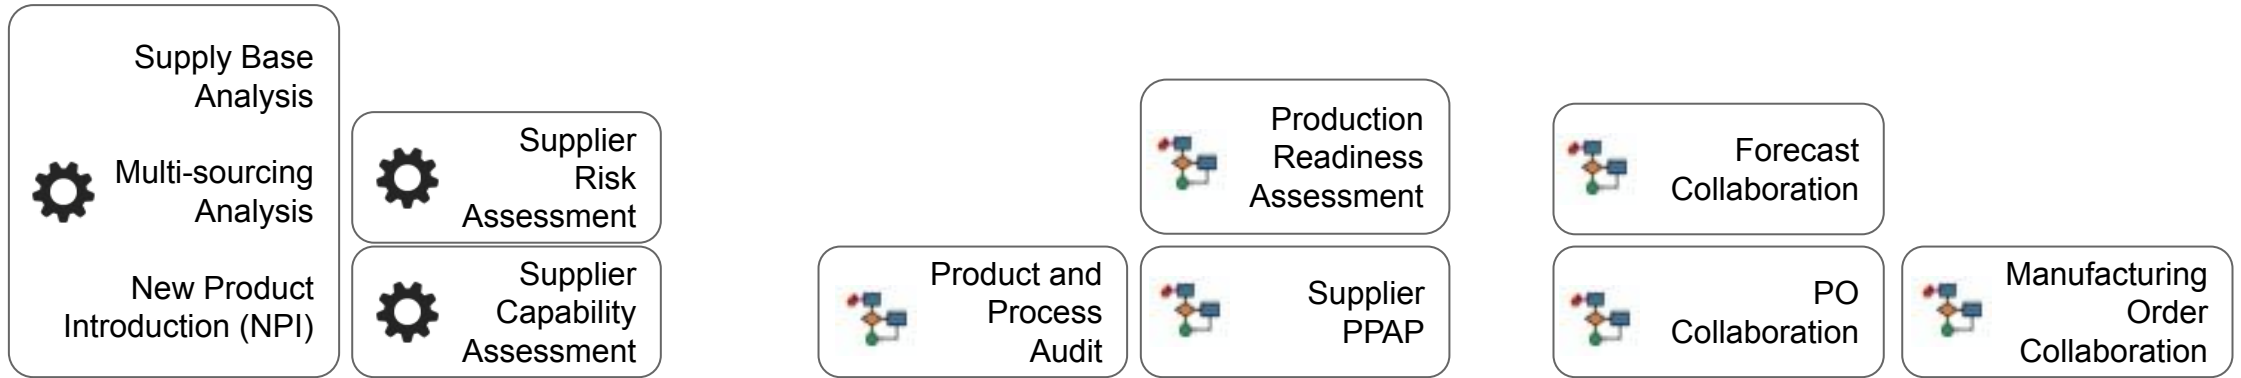 Supply Base
Analysis
Multi-sourcing
Analysis
New Product
Introduction (NPI)
Supplier
Risk
Assessment
Supplier
Capability
Assessment
Product and
Process
Audit
Production
Readiness
Assessment
Supplier
PPAP
Forecast
Collaboration
PO
Collaboration
Manufacturing
Order
Collaboration